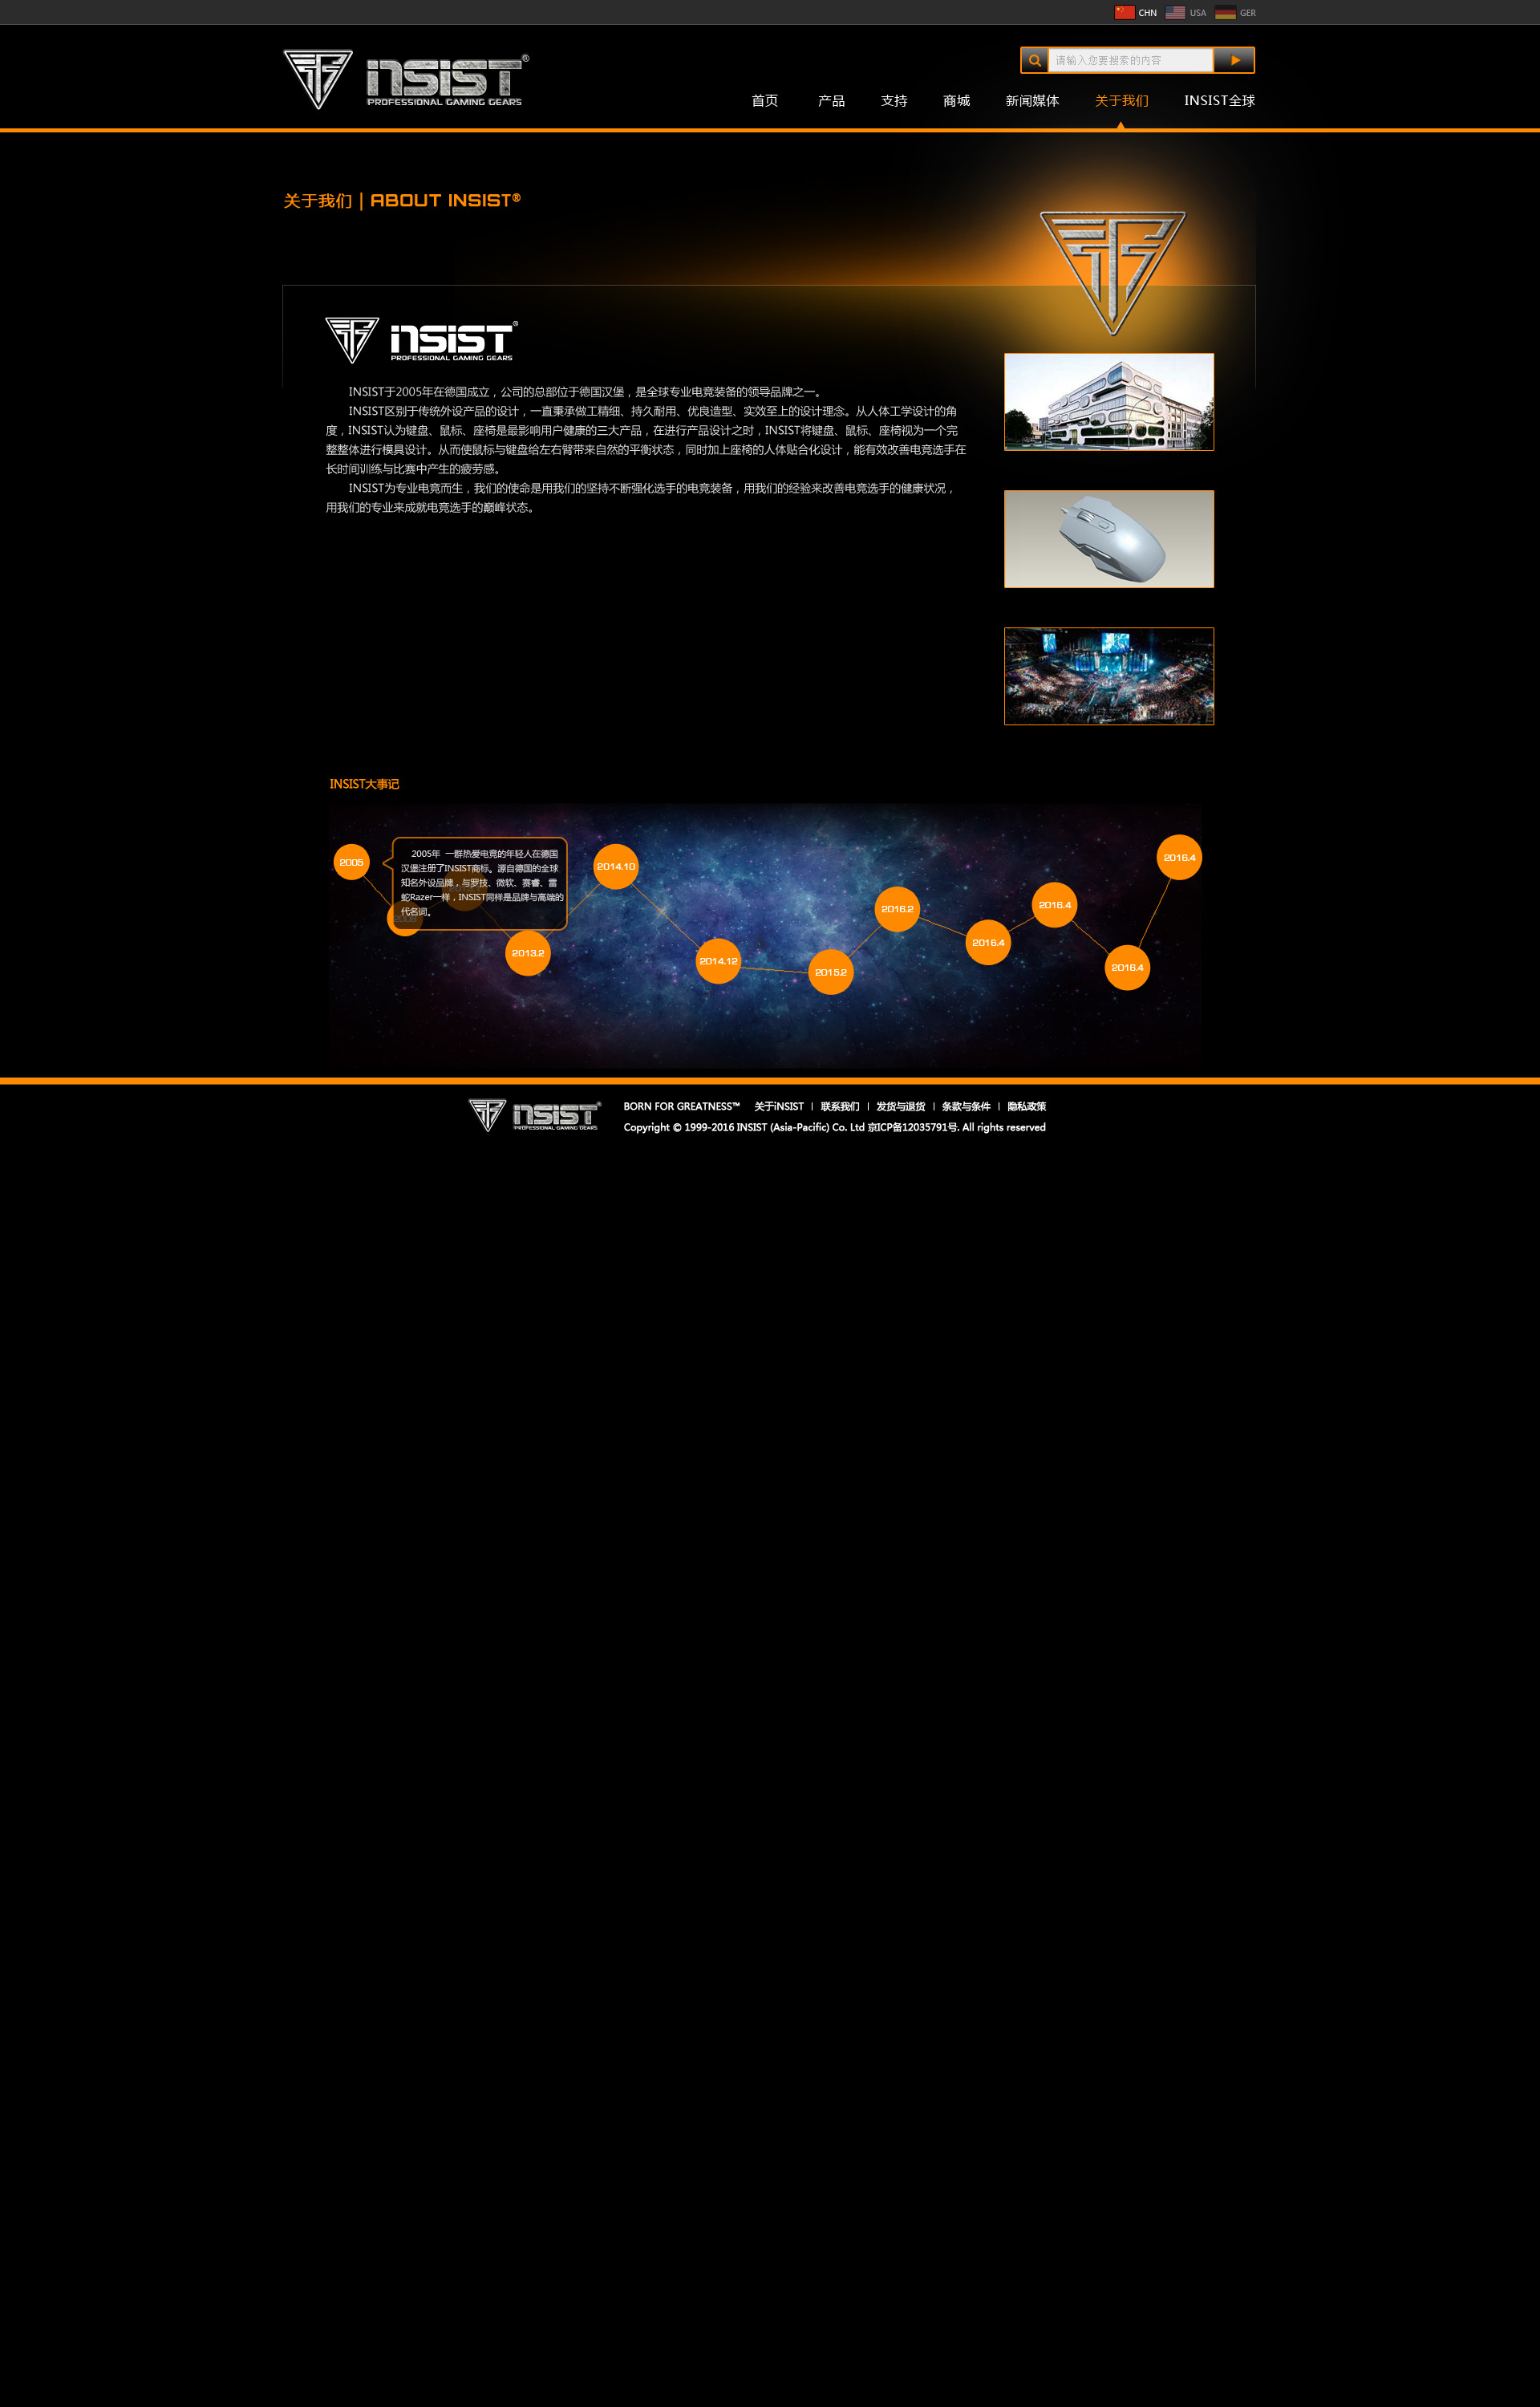 CHN USA GER
INSIST®
PROFESSIONAL GAMING GEARS
请输入您要搜索的内容
首页 产品 支持 商城 新闻媒体 关于我们 INSIST全球
关于我们 | ABOUT INSIST®
INSIST®
PROFESSIONAL GAMING GEARS
INSIST于2005年在德国成立，公司的总部位于德国汉堡，是全球专业电竞装备的领导品牌之一。
INSIST区别于传统外设产品的设计，一直秉承做工精细、持久耐用、优良造型、实效至上的设计理念。从人体工学设计的角
度，INSIST认为键盘、鼠标、座椅是最影响用户健康的三大产品，在进行产品设计之时，INSIST将键盘、鼠标、座椅视为一个完
整整体进行模具设计。从而使鼠标与键盘给左右臂带来自然的平衡状态，同时加上座椅的人体贴合化设计，能有效改善电竞选手在
长时间训练与比赛中产生的疲劳感。
INSIST为专业电竞而生，我们的使命是用我们的坚持不断强化选手的电竞装备，用我们的经验来改善电竞选手的健康状况，
用我们的专业来成就电竞选手的巅峰状态。
INSIST大事记
2005
2005年 一群热爱电竞的年轻人在德国
汉堡注册了INSIST商标。源自德国的全球
知名外设品牌，与罗技、微软、赛睿、雷
蛇Razer一样，INSIST同样是品牌与高端的
代名词。
2013.2
2014.10
2014.12
2015.2
2016.2
2016.4
2016.4
2016.4
2016.4
INSIST®
PROFESSIONAL GAMING GEARS
BORN FOR GREATNESS™ 关于iNSIST | 联系我们 | 发货与退货 | 条款与条件 | 隐私政策
Copyright © 1999-2016 INSIST (Asia-Pacific) Co. Ltd 京ICP备12035791号. All rights reserved